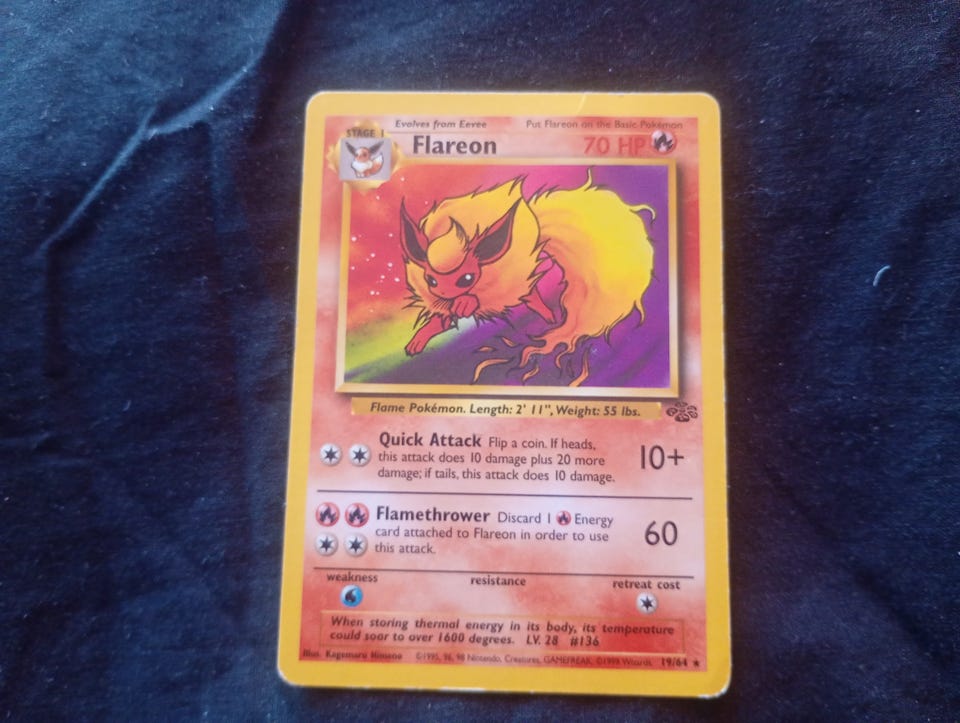 Evolves from Eevee Put Flareon on the Basic Pokémon
STAGE 1
Flareon 70 HP
Flame Pokémon. Length: 2' 11", Weight: 55 lbs.
Quick Attack Flip a coin. If heads,
this attack does 10 damage plus 20 more
damage; if tails, this attack does 10 damage.
10+
Flamethrower Discard 1 Energy
card attached to Flareon in order to use
this attack.
60
weakness resistance retreat cost
When storing thermal energy in its body, its temperature
could soar to over 1600 degrees. LV. 28 #136
Illus. Kagemaru Himeno ©1995, 96, 98 Nintendo, Creatures, GAMEFREAK. ©1999 Wizards. 19/64 ★